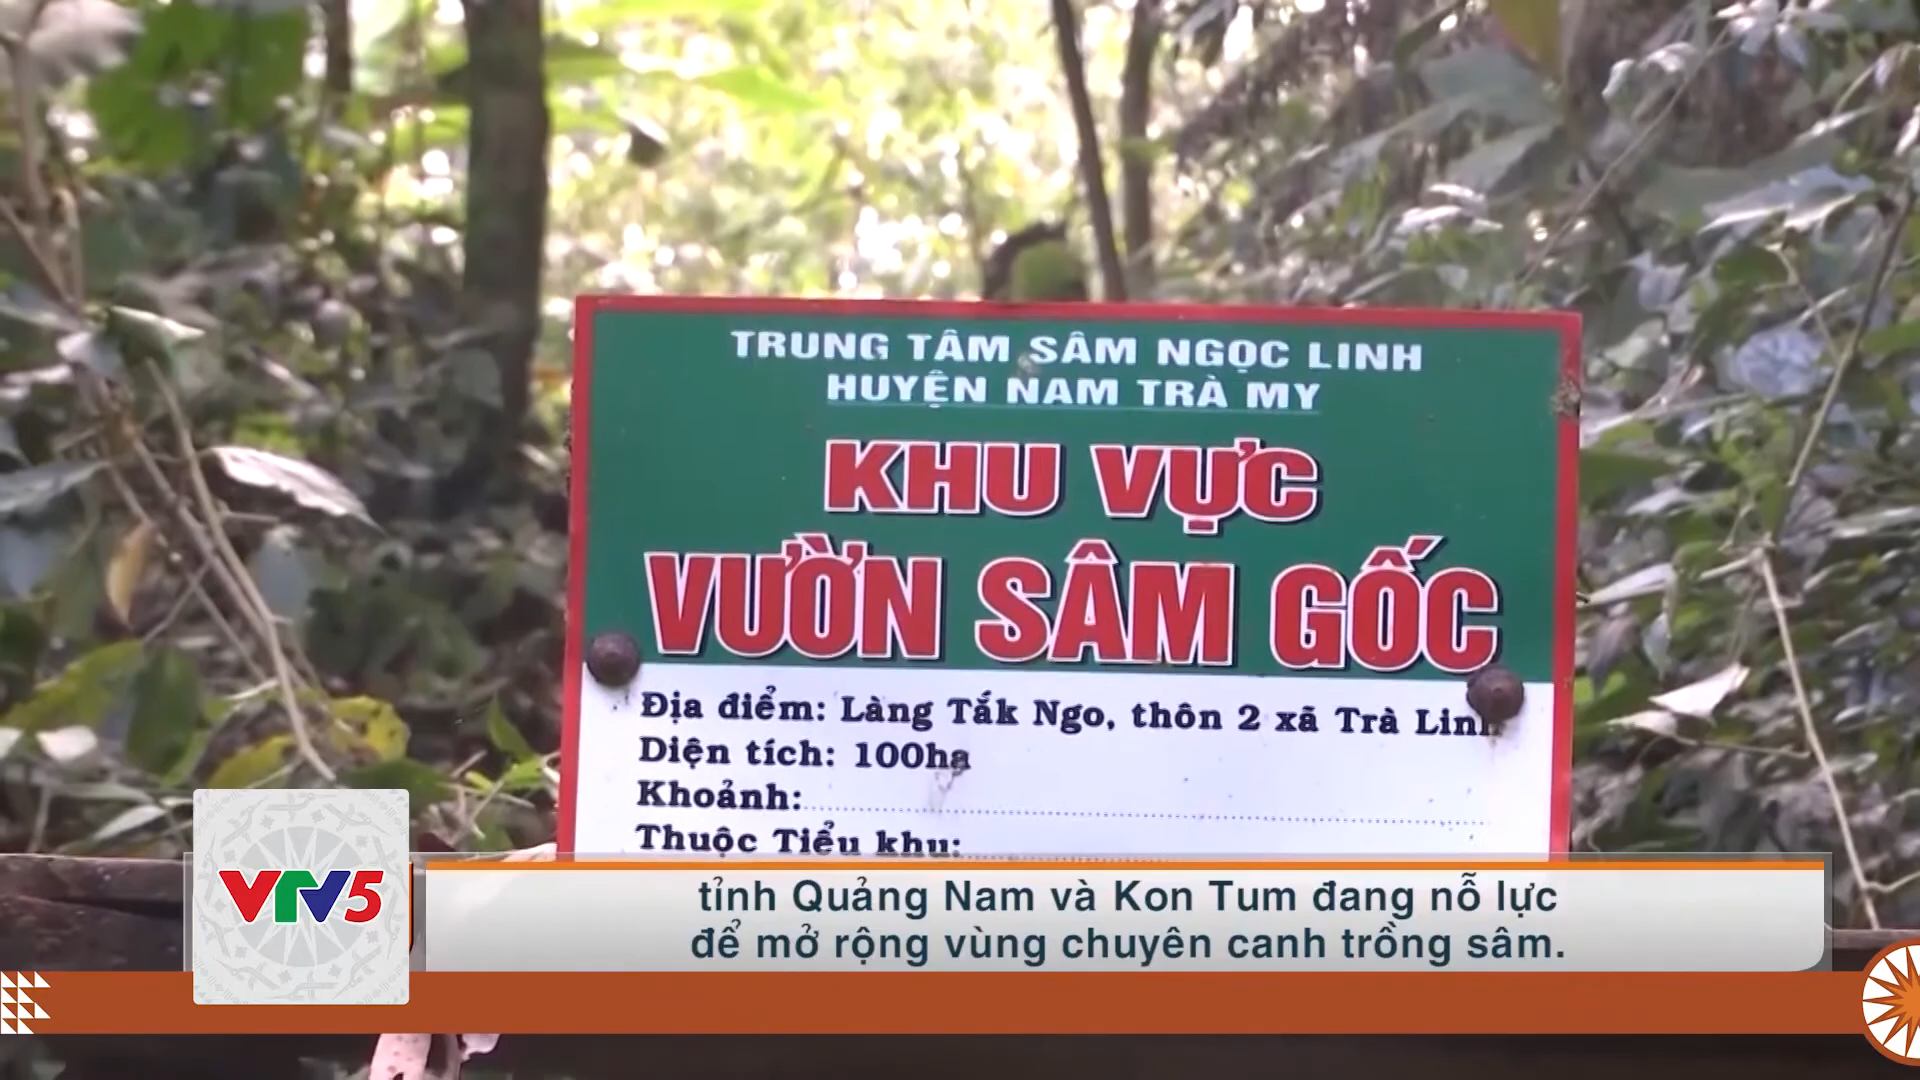 TRUNG TÂM SÂM NGỌC LINH
HUYỆN NAM TRÀ MY
KHU VỰC
VƯỜN SÂM GỐC
Địa điểm: Làng Tắk Ngo, thôn 2 xã Trà Linh
Diện tích: 100ha
Khoảnh:
Thuộc Tiểu khu:
VTV5
tỉnh Quảng Nam và Kon Tum đang nỗ lực
để mở rộng vùng chuyên canh trồng sâm.